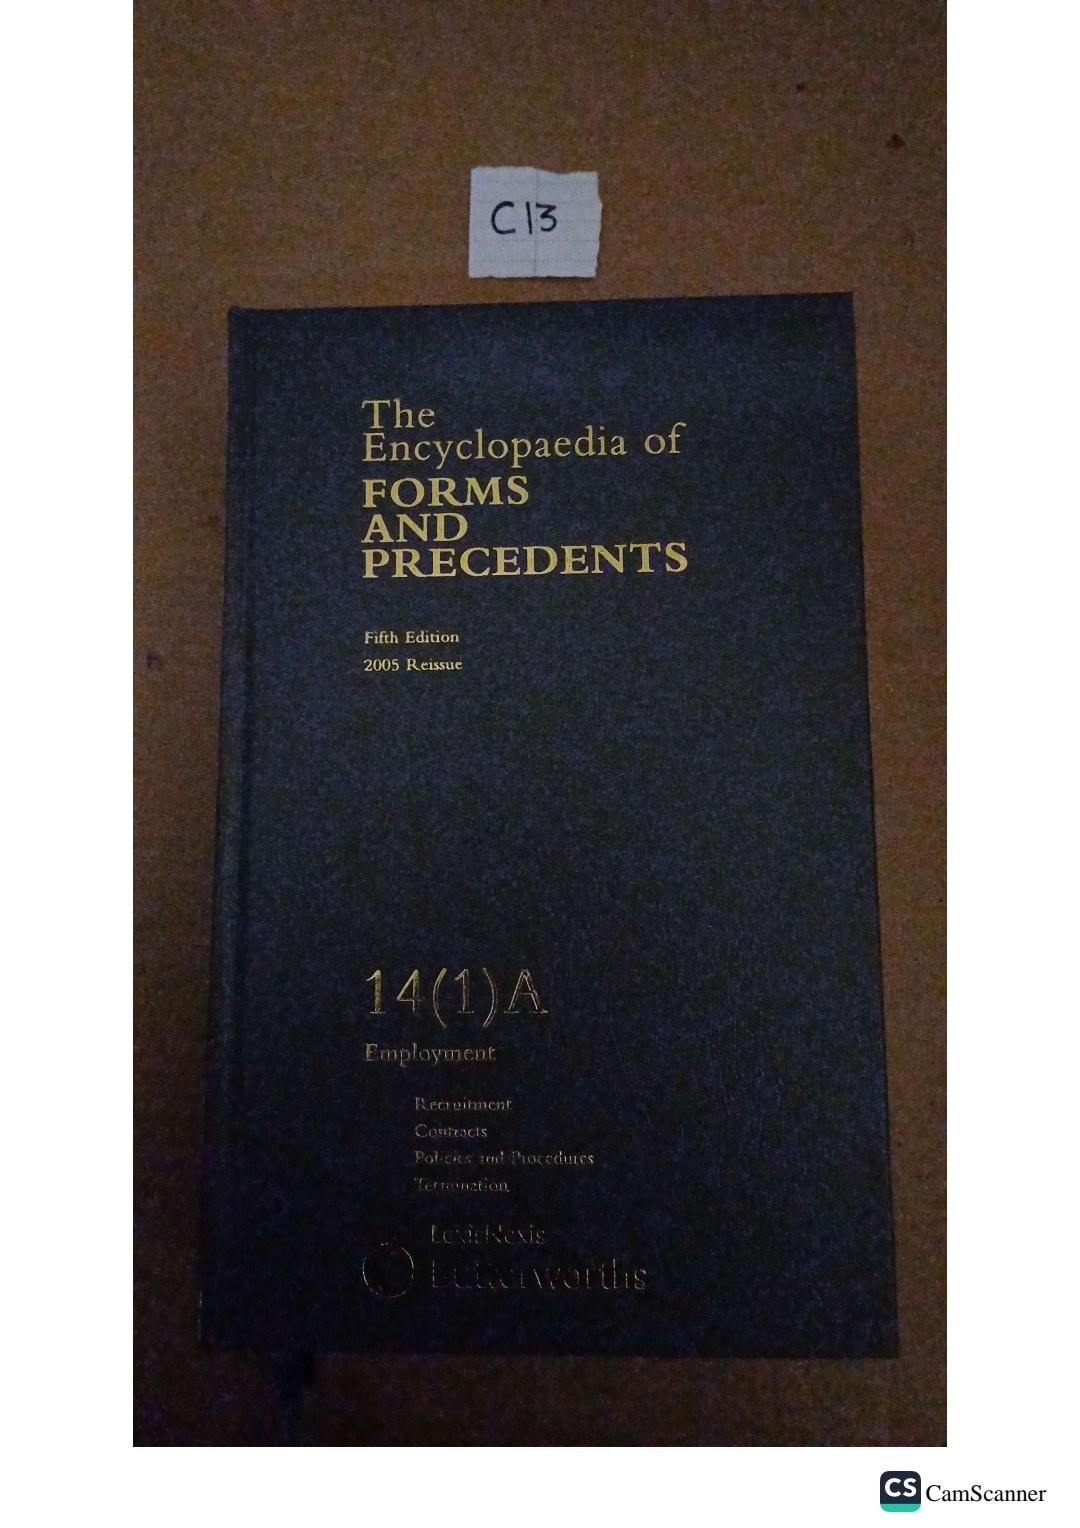 C13
The
Encyclopaedia of
FORMS
AND
PRECEDENTS
Fifth Edition
2005 Reissue
14(1)A
Employment
Recruitment
Contracts
Policies and Procedures
Termination
LexisNexis
Butterworths
CS CamScanner